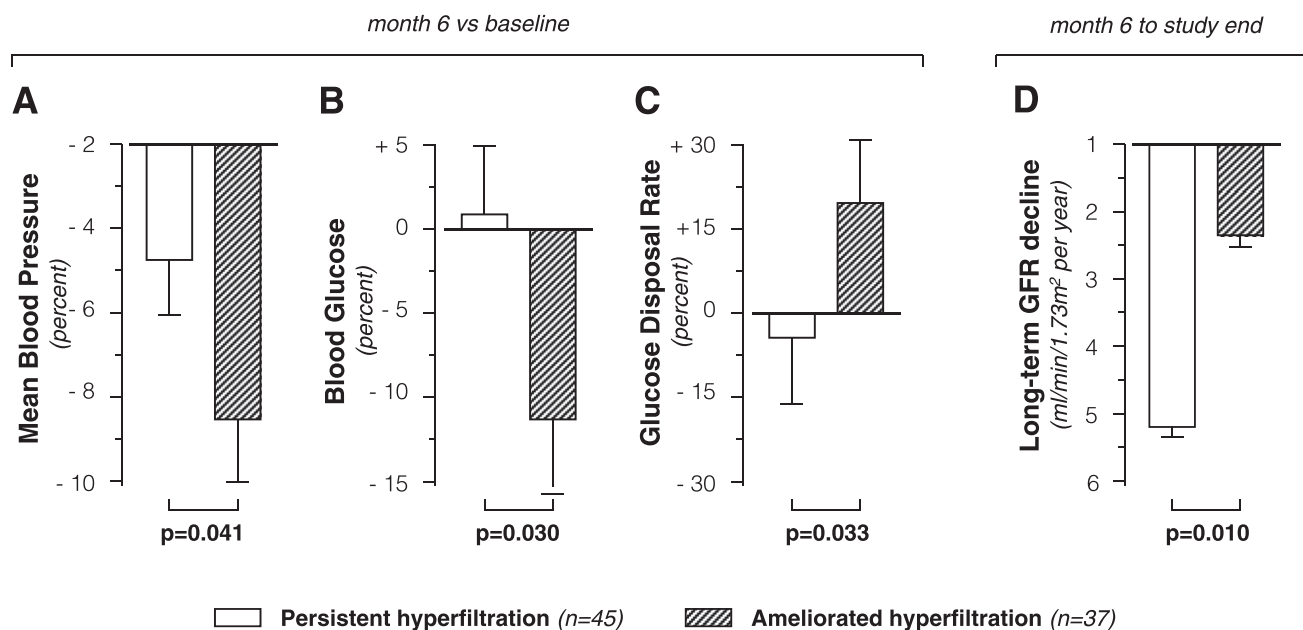 month 6 vs baseline
month 6 to study end
A
Mean Blood Pressure
(percent)
- 2
- 4
- 6
- 8
- 10
p=0.041
B
Blood Glucose
(percent)
+ 5
0
- 5
- 10
- 15
p=0.030
C
Glucose Disposal Rate
(percent)
+ 30
+15
0
- 15
- 30
p=0.033
D
Long-term GFR decline
(ml/min/1.73m² per year)
1
2
3
4
5
6
p=0.010
Persistent hyperfiltration (n=45)
Ameliorated hyperfiltration (n=37)